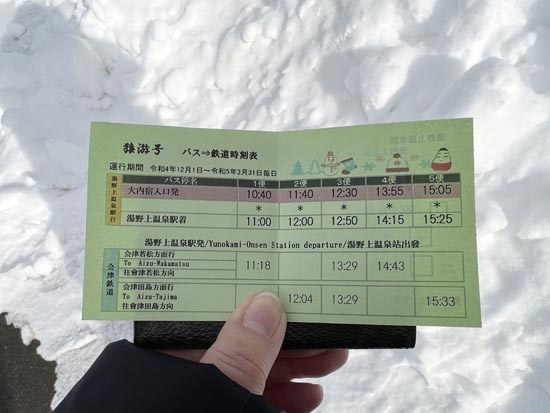 猿游号 バス⇒鉄道時刻表
運行期間 令和4年12月1日~令和5年3月31日毎日
湯野上温泉駅行
バス停名 1便 2便 3便 4便 5便
大内宿入口発 10:40 11:40 12:30 13:55 15:05
* * * * *
湯野上温泉駅着 11:00 12:00 12:50 14:15 15:25
湯野上温泉駅発/Yunokami-Onsen Station departure/湯野上温泉站出發
会津鉄道
会津若松方面行
To Aizu-Wakamatsu 11:18 13:29 14:43
往會津若松方向
会津田島方面行
To Aizu-Tajima 12:04 13:29 15:33
往會津田島方向